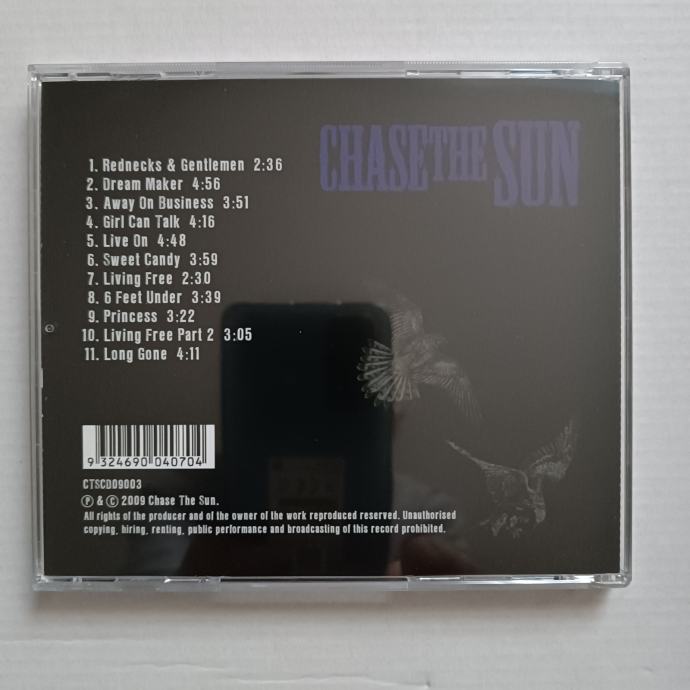 CHASE THE SUN
1. Rednecks & Gentlemen 2:36
2. Dream Maker 4:56
3. Away On Business 3:51
4. Girl Can Talk 4:16
5. Live On 4:48
6. Sweet Candy 3:59
7. Living Free 2:30
8. 6 Feet Under 3:39
9. Princess 3:22
10. Living Free Part 2 3:05
11. Long Gone 4:11
9 324690 040704
CTSCD09003
Ⓟ & © 2009 Chase The Sun.
All rights of the producer and of the owner of the work reproduced reserved. Unauthorised
copying, hiring, renting, public performance and broadcasting of this record prohibited.